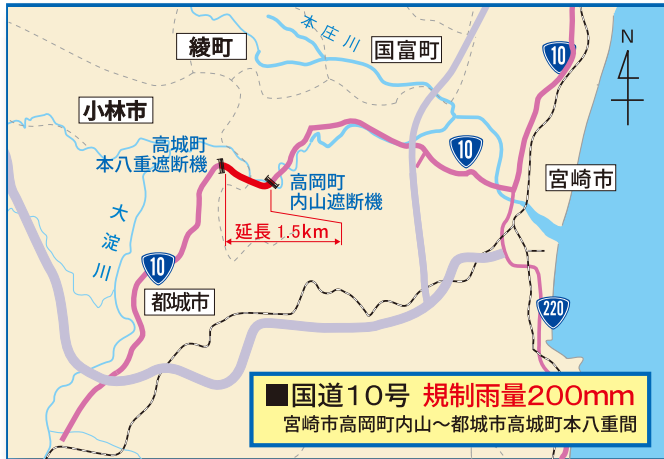 綾町
本庄川
国富町
10
N
小林市
高城町
本八重遮断機
10
高岡町
内山遮断機
宮崎市
延長 1.5km
大淀川
10
都城市
220
■国道10号 規制雨量200mm
宮崎市高岡町内山～都城市高城町本八重間